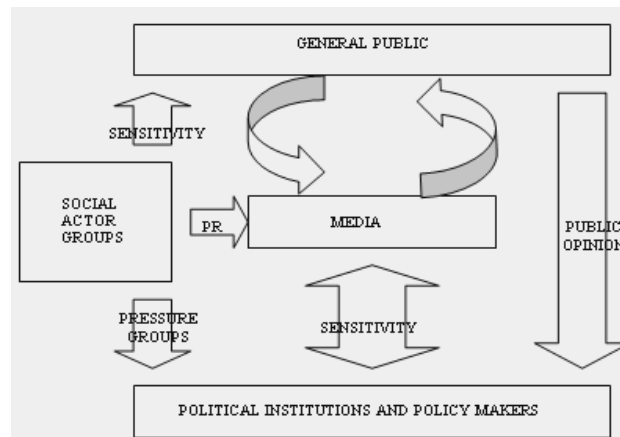 GENERAL PUBLIC
SENSITIVITY
SOCIAL
ACTOR
GROUPS
PR
MEDIA
PUBLIC
OPINION
PRESSURE
GROUPS
SENSITIVITY
POLITICAL INSTITUTIONS AND POLICY MAKERS